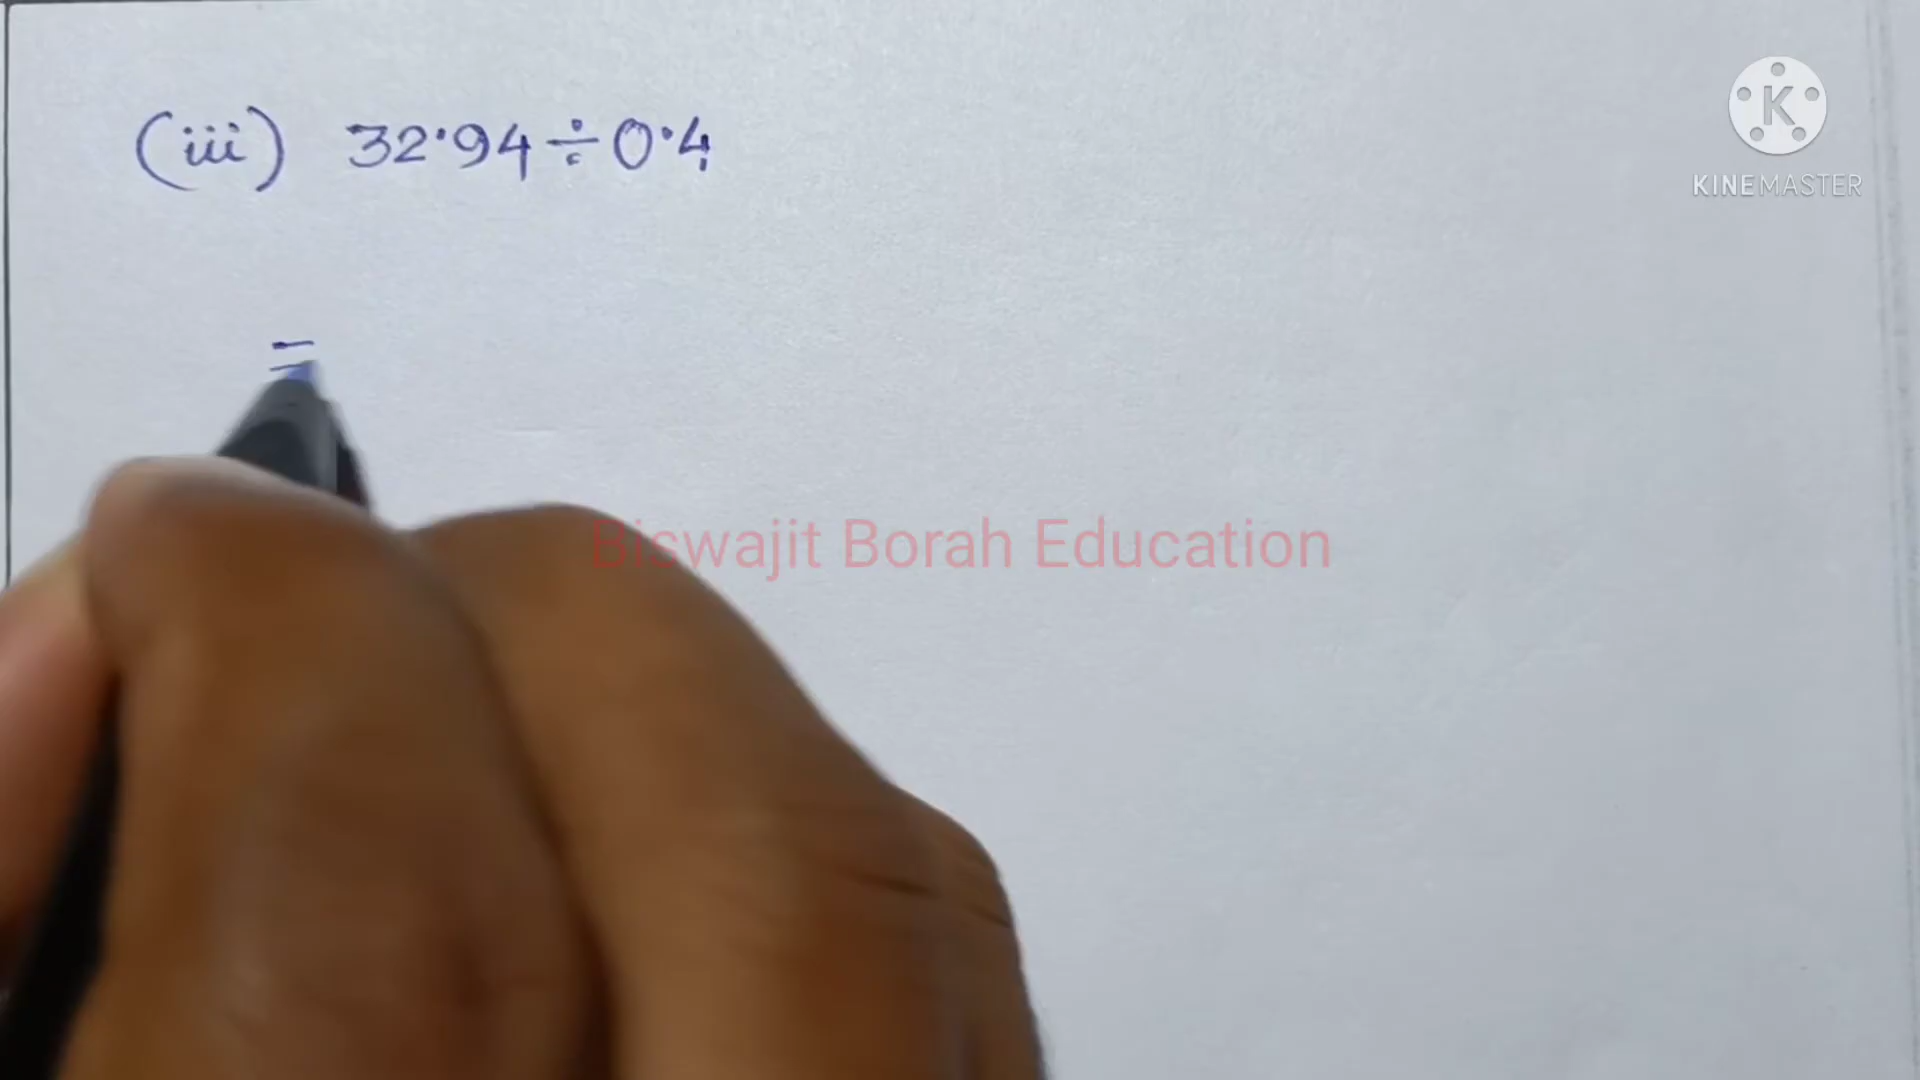 (iii) 32·94÷0·4
=
KINEMASTER
Biswajit Borah Education